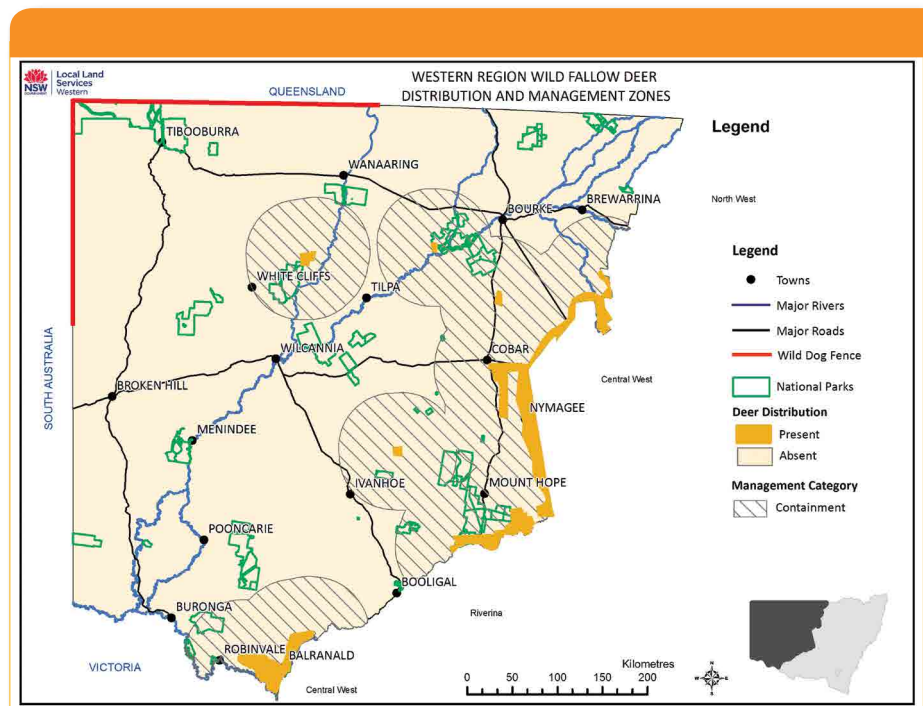 NSW
GOVERNMENT
Local Land
Services
Western
WESTERN REGION WILD FALLOW DEER
DISTRIBUTION AND MANAGEMENT ZONES
QUEENSLAND
Legend
TIBOOBURRA
WANAARING
BREWARRINA
North West
BOURKE
Legend
WHITE CLIFFS
Towns
TILPA
Major Rivers
SOUTH AUSTRALIA
Major Roads
WILCANNIA
COBAR
Wild Dog Fence
Central West
BROKEN HILL
National Parks
NYMAGEE
Deer Distribution
MENINDEE
Present
Absent
Management Category
IVANHOE
MOUNT HOPE
Containment
POONCARIE
BOOLIGAL
BURONGA
Riverina
ROBINVALE
BALRANALD
VICTORIA
Central West
Kilometres
0 50 100 150 200
N
W E
S